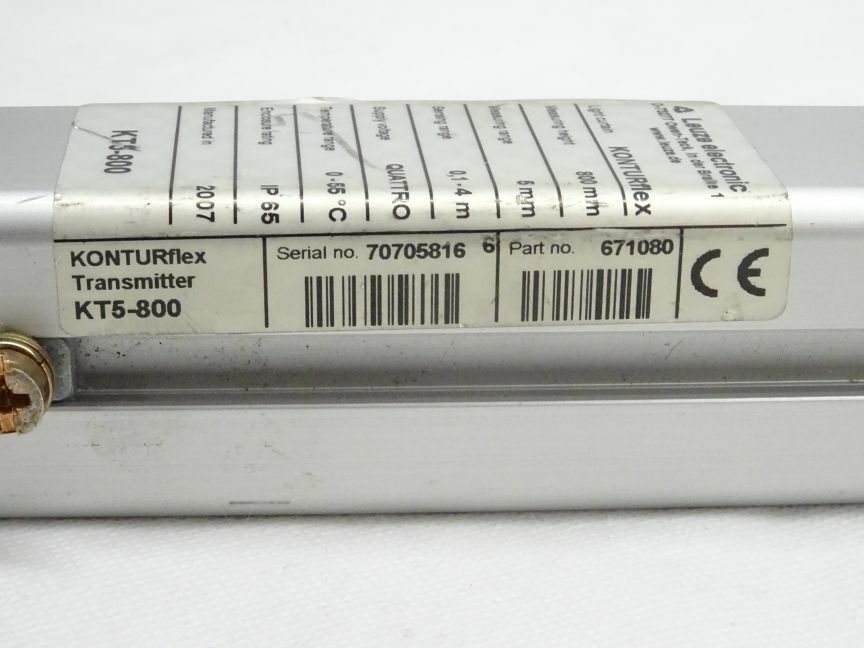 Leuze electronic
D-73277 Owen/Teck, In der Braike 1
www.leuze.de
Light curtain KONTURflex
Measuring height 800 mm
Measuring range 5 mm
Sensing range 0,1-4 m
Supply voltage QUATTRO
Temperature range 0-55 °C
Enclosure rating IP 65
Manufactured in 2007
KT5-800
KONTURflex
Transmitter
KT5-800
Serial no. 70705816 6
Part no. 671080
CE